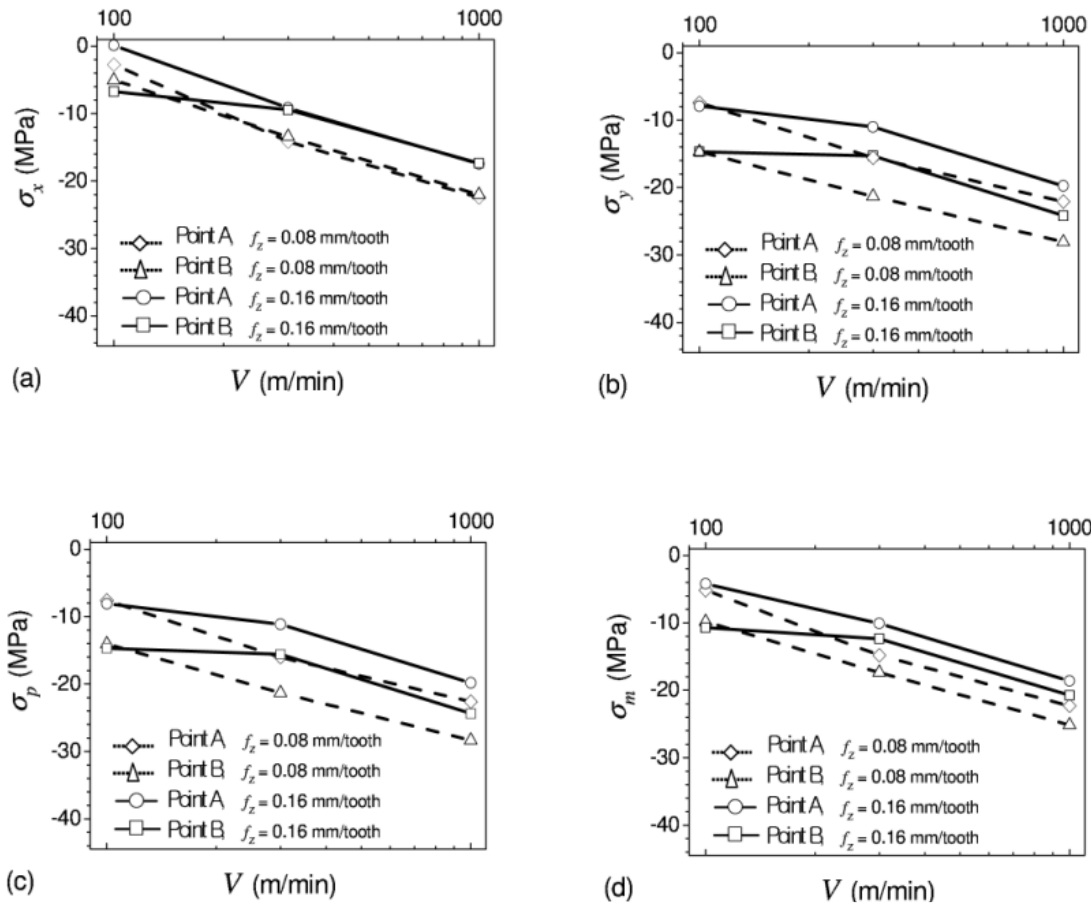 100 1000
0
-10
-20
-30
-40
σx (MPa)
Point A, fz = 0.08 mm/tooth
Point B, fz = 0.08 mm/tooth
Point A, fz = 0.16 mm/tooth
Point B, fz = 0.16 mm/tooth
(a) V (m/min)
100 1000
0
-10
-20
-30
-40
σy (MPa)
Point A, fz = 0.08 mm/tooth
Point B, fz = 0.08 mm/tooth
Point A, fz = 0.16 mm/tooth
Point B, fz = 0.16 mm/tooth
(b) V (m/min)
100 1000
0
-10
-20
-30
-40
σp (MPa)
Point A, fz = 0.08 mm/tooth
Point B, fz = 0.08 mm/tooth
Point A, fz = 0.16 mm/tooth
Point B, fz = 0.16 mm/tooth
(c) V (m/min)
100 1000
0
-10
-20
-30
-40
σm (MPa)
Point A, fz = 0.08 mm/tooth
Point B, fz = 0.08 mm/tooth
Point A, fz = 0.16 mm/tooth
Point B, fz = 0.16 mm/tooth
(d) V (m/min)